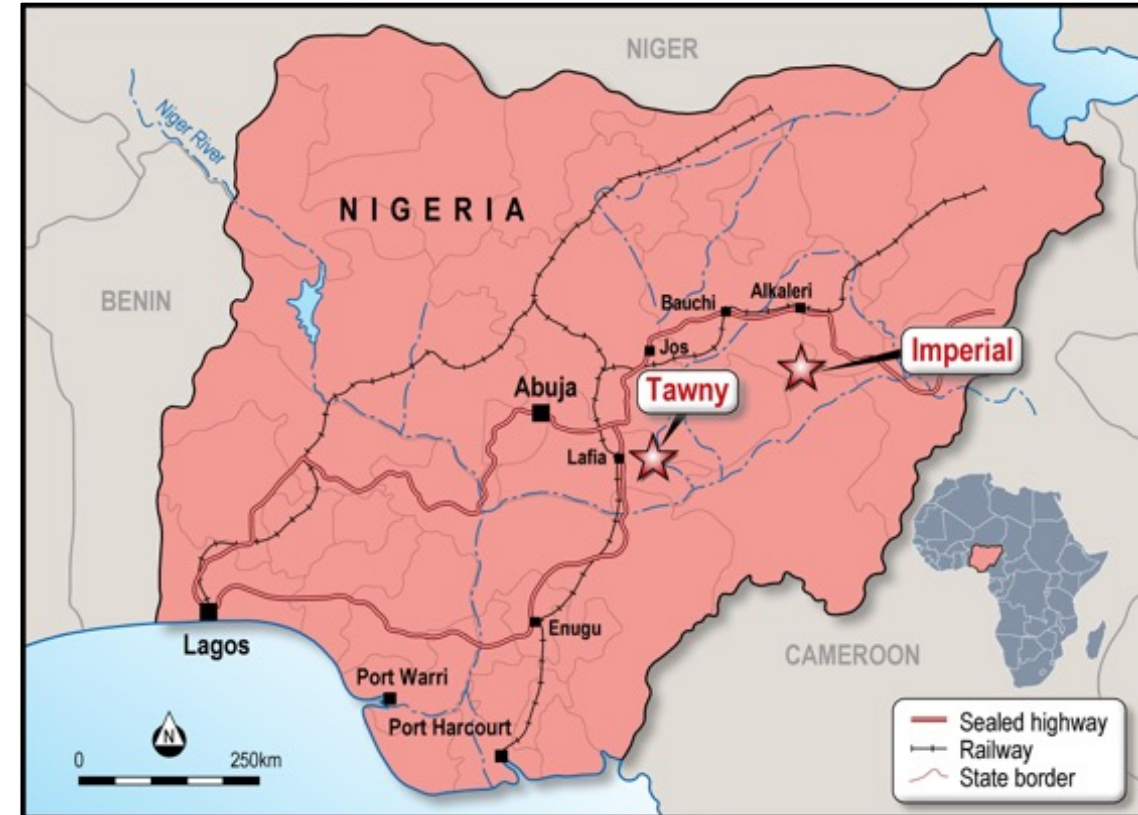 NIGER
Niger River
NIGERIA
BENIN
Bauchi
Alkaleri
Jos
Imperial
Abuja
Tawny
Lafia
Lagos
Enugu
CAMEROON
Port Warri
Port Harcourt
N
0 250km
Sealed highway
Railway
State border